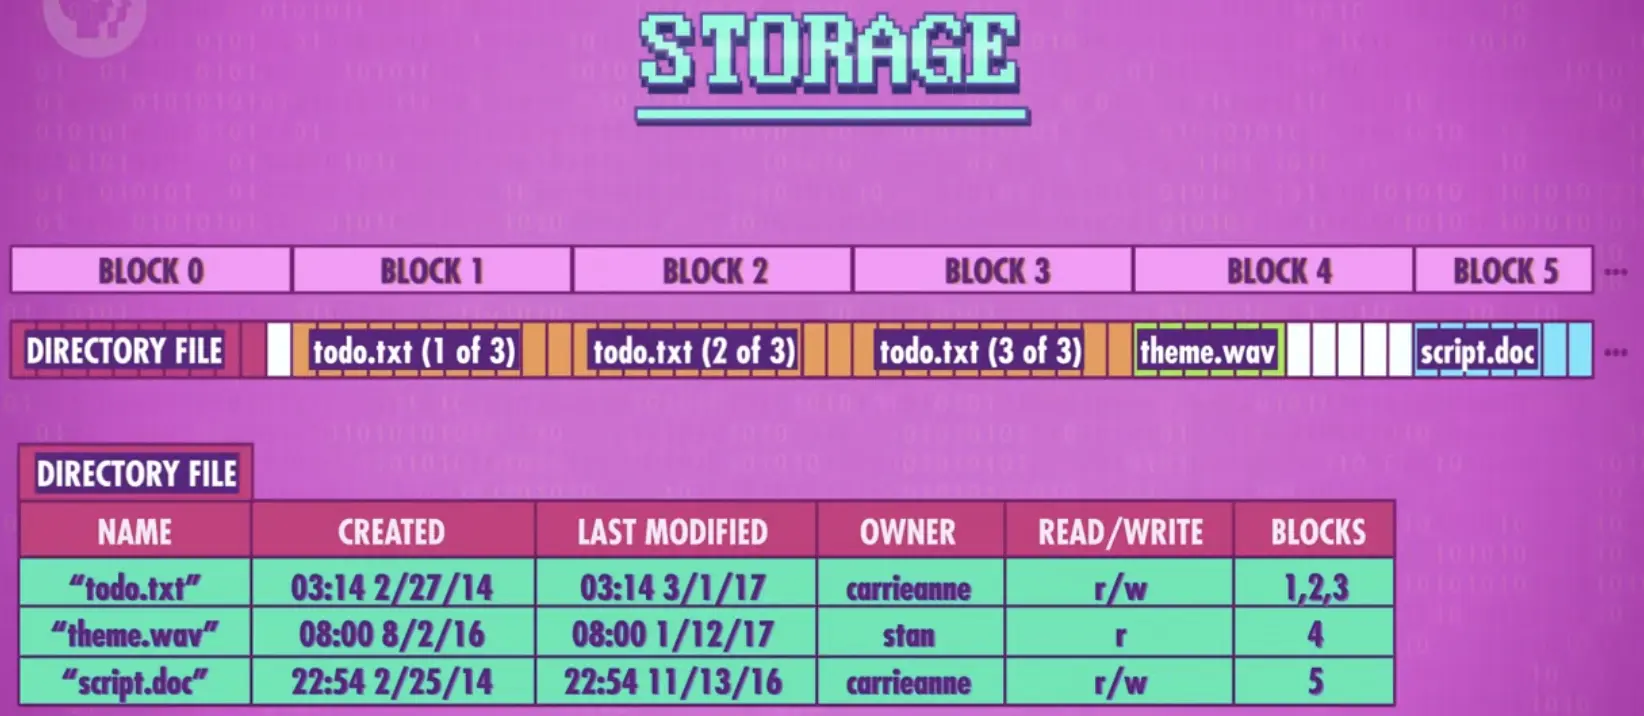 STORAGE
BLOCK 0 BLOCK 1 BLOCK 2 BLOCK 3 BLOCK 4 BLOCK 5 ...
DIRECTORY FILE todo.txt (1 of 3) todo.txt (2 of 3) todo.txt (3 of 3) theme.wav script.doc ...
DIRECTORY FILE
NAME CREATED LAST MODIFIED OWNER READ/WRITE BLOCKS
“todo.txt” 03:14 2/27/14 03:14 3/1/17 carrieanne r/w 1,2,3
“theme.wav” 08:00 8/2/16 08:00 1/12/17 stan r 4
“script.doc” 22:54 2/25/14 22:54 11/13/16 carrieanne r/w 5